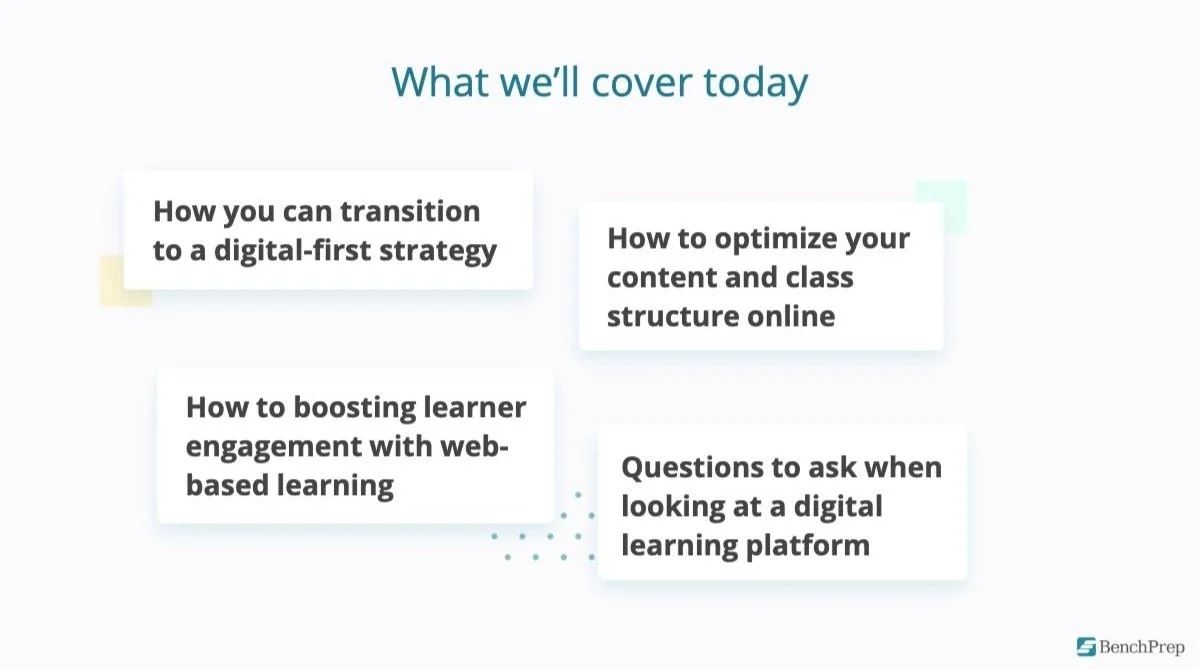 What we’ll cover today
How you can transition
to a digital-first strategy
How to optimize your
content and class
structure online
How to boosting learner
engagement with web-
based learning
Questions to ask when
looking at a digital
learning platform
BenchPrep